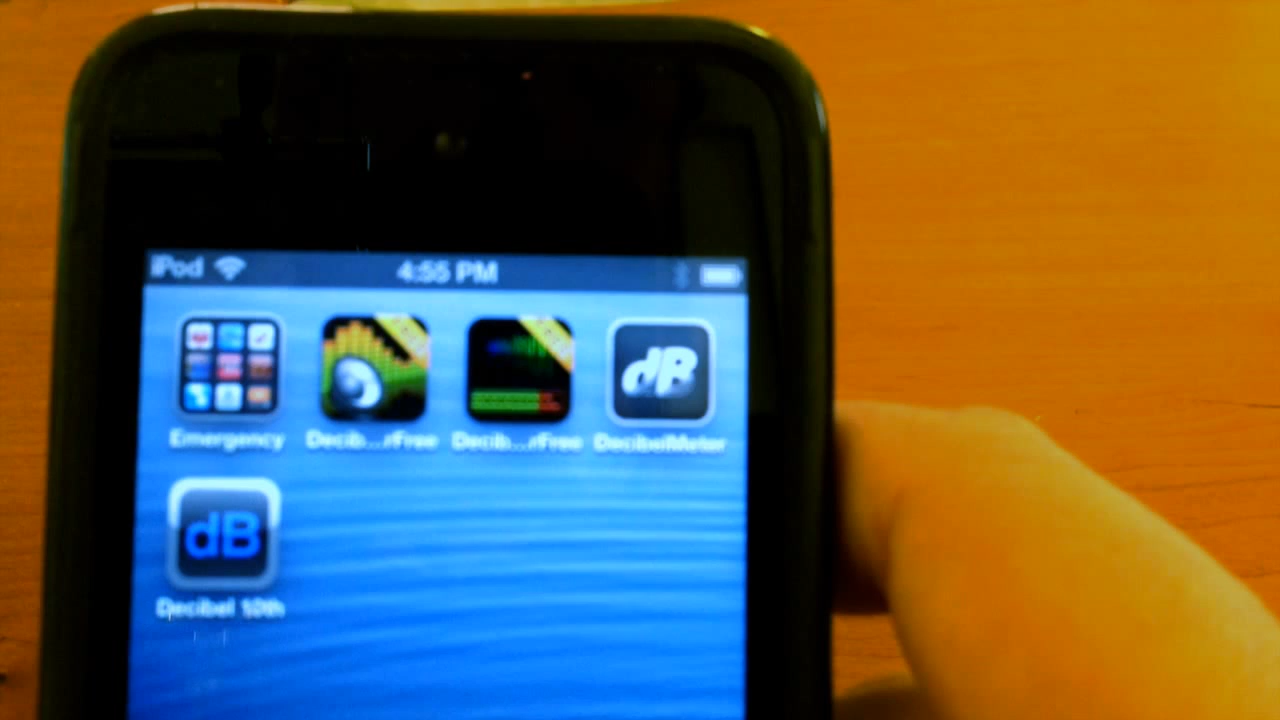 iPod 4:55 PM
dB
Emergency Decib...rFree Decib...rFree DecibelMeter
dB
Decibel 10th